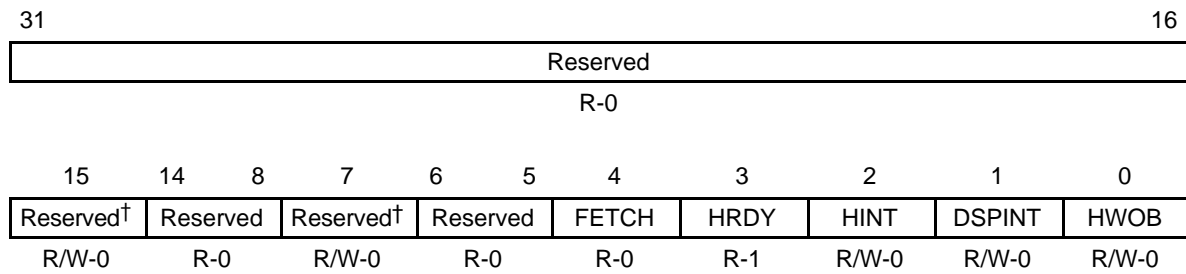 31 16
Reserved
R-0
15 14 8 7 6 5 4 3 2 1 0
Reserved† Reserved Reserved† Reserved FETCH HRDY HINT DSPINT HWOB
R/W-0 R-0 R/W-0 R-0 R-0 R-1 R/W-0 R/W-0 R/W-0